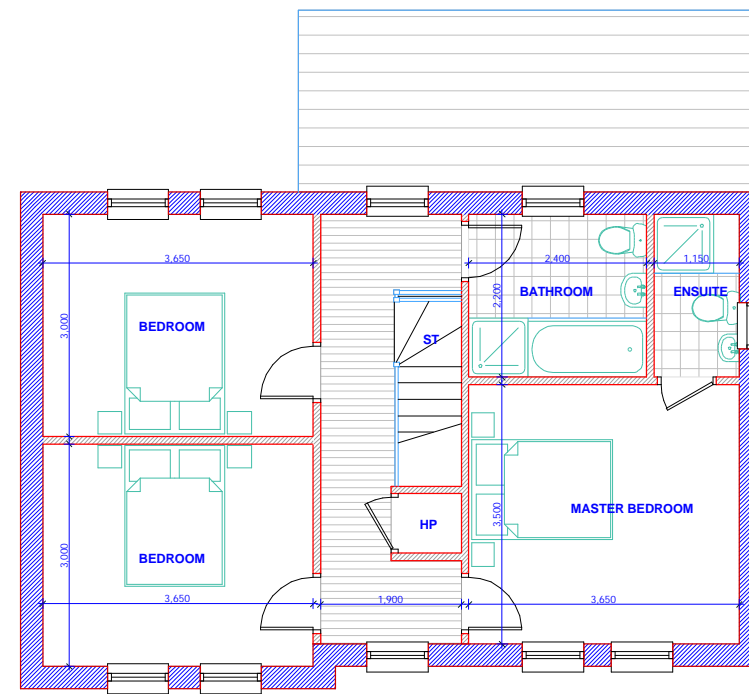 3,650
2,400
1,150
3,000
BEDROOM
2,200
BATHROOM
ENSUITE
ST
3,000
BEDROOM
3,650
HP
1,900
3,500
MASTER BEDROOM
3,650